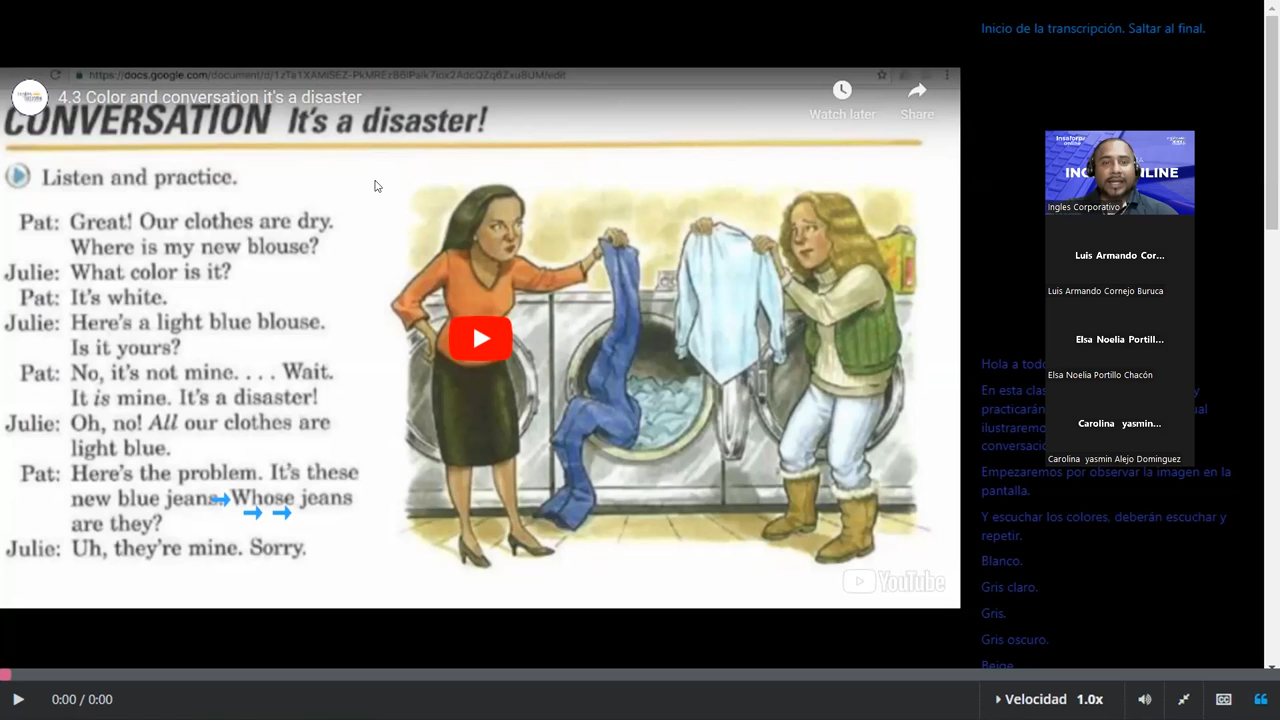 Inicio de la transcripción. Saltar al final.
4.3 Color and conversation it's a disaster
Watch later
Share
CONVERSATION It's a disaster!
Listen and practice.
Pat: Great! Our clothes are dry.
Where is my new blouse?
Julie: What color is it?
Pat: It's white.
Julie: Here's a light blue blouse.
Is it yours?
Pat: No, it's not mine. . . . Wait.
It is mine. It's a disaster!
Julie: Oh, no! All our clothes are
light blue.
Pat: Here's the problem. It's these
new blue jeans. Whose jeans
are they?
Julie: Uh, they're mine. Sorry.
YouTube
Insaforp
online
Ingles Corporativo
Luis Armando Cor...
Luis Armando Cornejo Buruca
Elsa Noelia Portill...
Elsa Noelia Portillo Chacón
Carolina yasmin...
Carolina yasmin Alejo Dominguez
Hola a
En esta clas
y
practicarán
ual
ilustraremo
conversació
Empezaremos por observar la imagen en la
pantalla.
Y escuchar los colores, deberán escuchar y
repetir.
Blanco.
Gris claro.
Gris.
Gris oscuro.
Beige
0:00 / 0:00
Velocidad 1.0x
CC